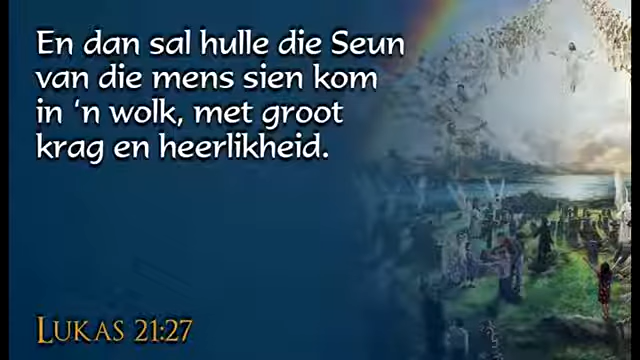 En dan sal hulle die Seun
van die mens sien kom
in ‘n wolk, met groot
krag en heerlikheid.
LUKAS 21:27